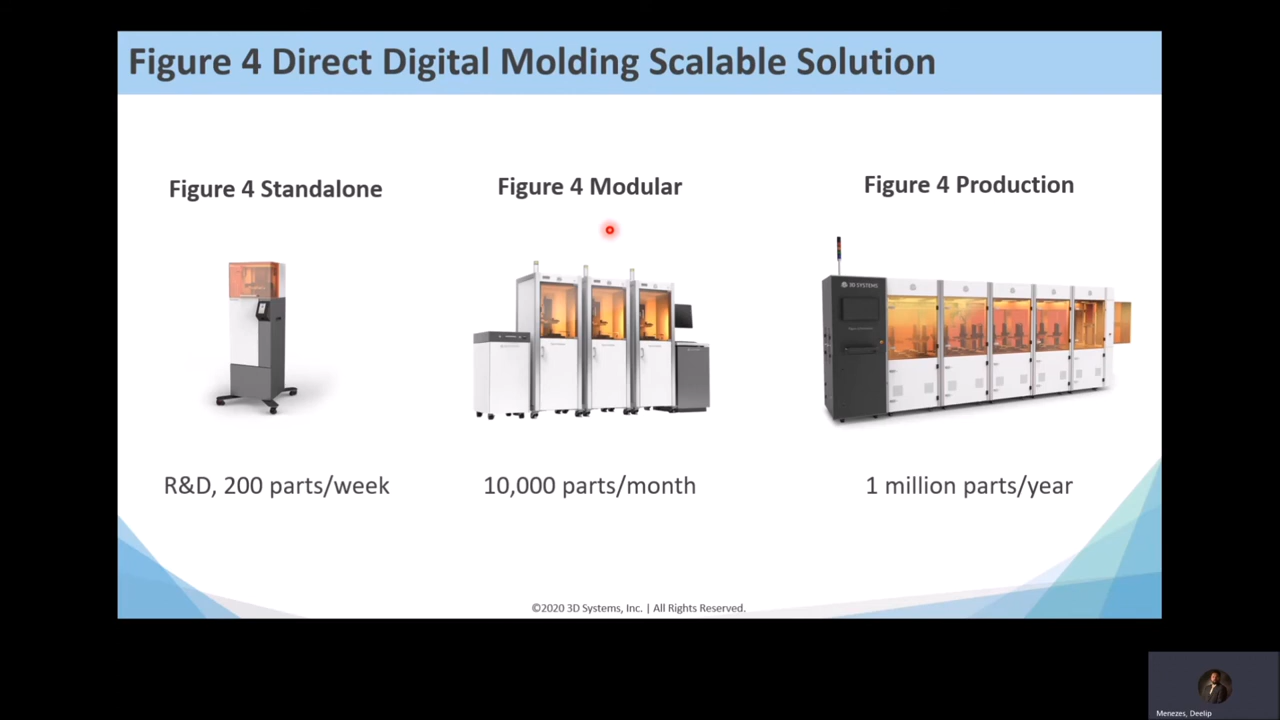 Figure 4 Direct Digital Molding Scalable Solution
Figure 4 Standalone
Figure 4 Modular
Figure 4 Production
3D SYSTEMS
R&D, 200 parts/week
10,000 parts/month
1 million parts/year
©2020 3D Systems, Inc. | All Rights Reserved.
Menezes, Deelip